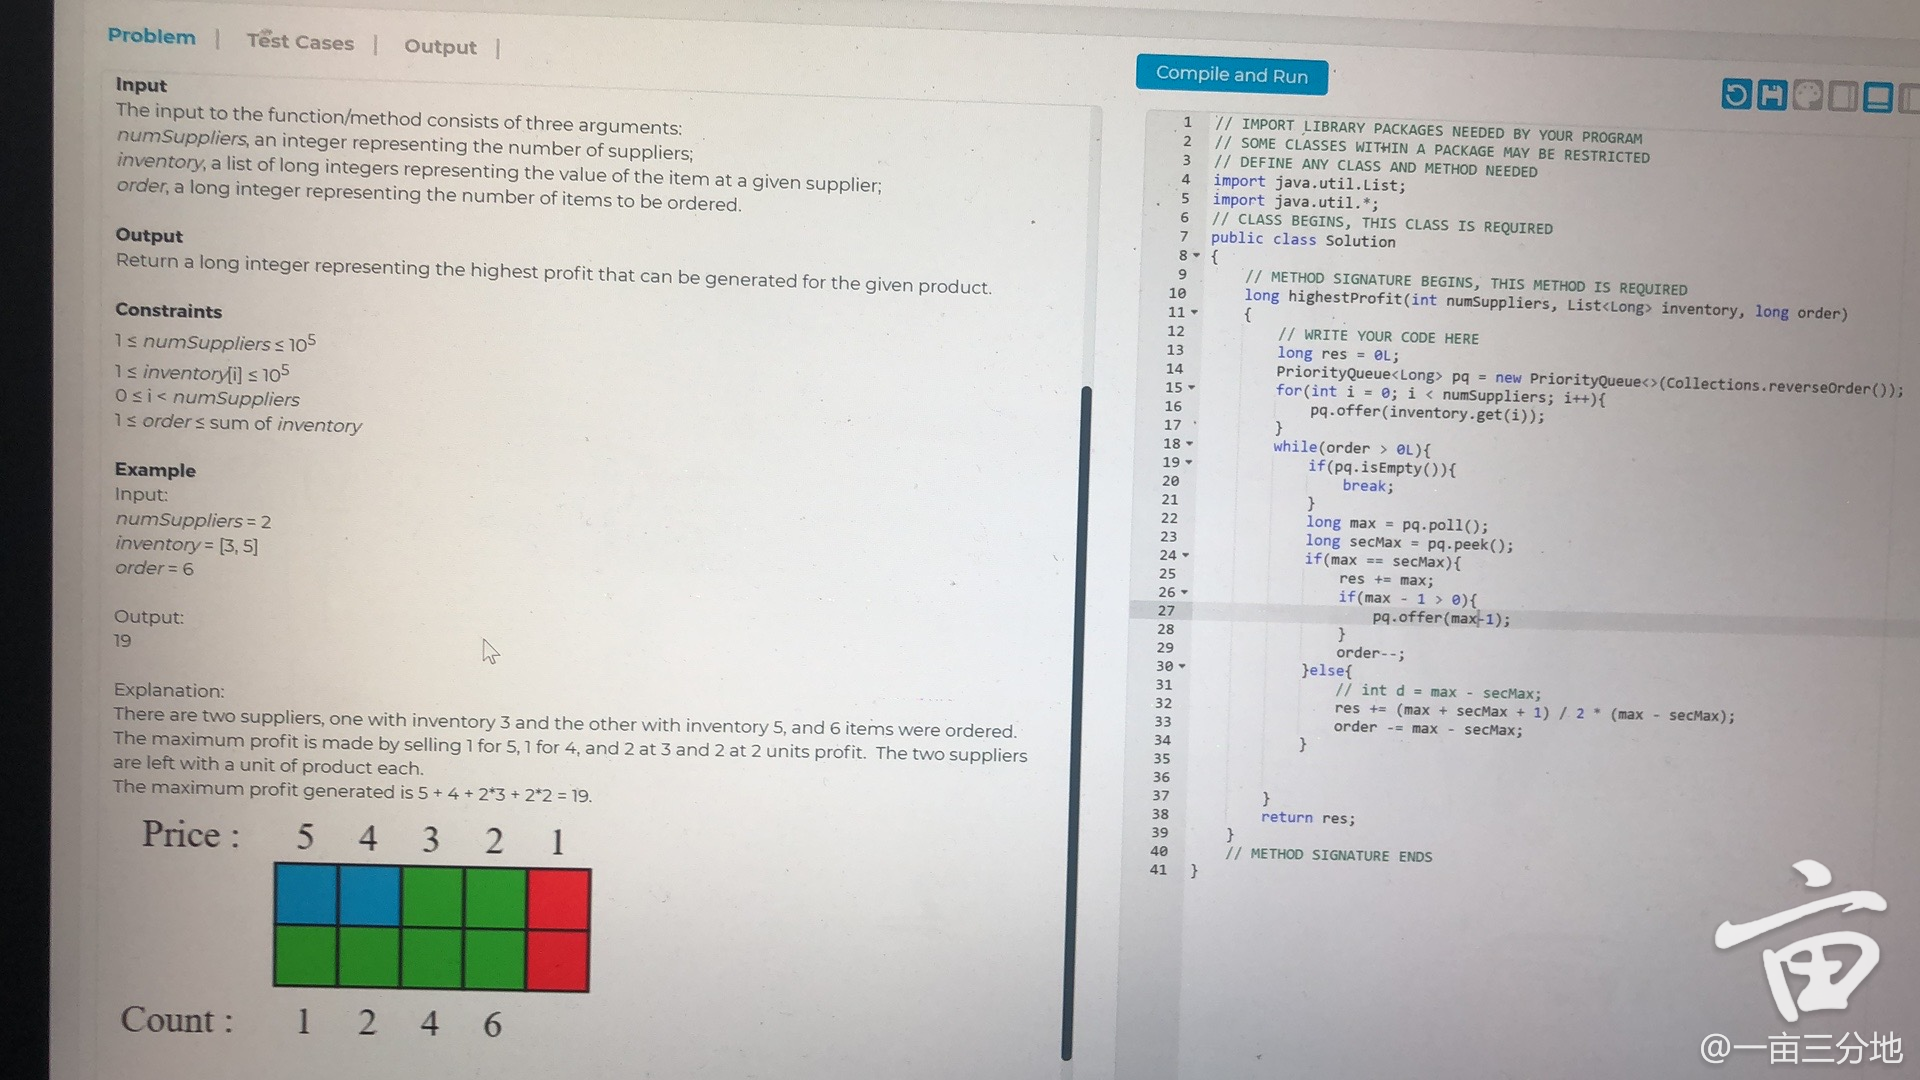 Problem | Test Cases | Output |
Input
The input to the function/method consists of three arguments:
numSuppliers, an integer representing the number of suppliers;
inventory, a list of long integers representing the value of the item at a given supplier;
order, a long integer representing the number of items to be ordered.
Output
Return a long integer representing the highest profit that can be generated for the given product.
Constraints
1 ≤ numSuppliers ≤ 10⁵
1 ≤ inventory[i] ≤ 10⁵
0 ≤ i < numSuppliers
1 ≤ order ≤ sum of inventory
Example
Input:
numSuppliers = 2
inventory = [3, 5]
order = 6
Output:
19
Explanation:
There are two suppliers, one with inventory 3 and the other with inventory 5, and 6 items were ordered.
The maximum profit is made by selling 1 for 5, 1 for 4, and 2 at 3 and 2 at 2 units profit. The two suppliers
are left with a unit of product each.
The maximum profit generated is 5 + 4 + 2*3 + 2*2 = 19.
Price : 5 4 3 2 1
Count : 1 2 4 6
Compile and Run
1 // IMPORT LIBRARY PACKAGES NEEDED BY YOUR PROGRAM
2 // SOME CLASSES WITHIN A PACKAGE MAY BE RESTRICTED
3 // DEFINE ANY CLASS AND METHOD NEEDED
4 import java.util.List;
5 import java.util.*;
6 // CLASS BEGINS, THIS CLASS IS REQUIRED
7 public class Solution
8 {
9 // METHOD SIGNATURE BEGINS, THIS METHOD IS REQUIRED
10 long highestProfit(int numSuppliers, List<Long> inventory, long order)
11 {
12 // WRITE YOUR CODE HERE
13 long res = 0L;
14 PriorityQueue<Long> pq = new PriorityQueue<>(Collections.reverseOrder());
15 for(int i = 0; i < numSuppliers; i++){
16 pq.offer(inventory.get(i));
17 }
18 while(order > 0L){
19 if(pq.isEmpty()){
20 break;
21 }
22 long max = pq.poll();
23 long secMax = pq.peek();
24 if(max == secMax){
25 res += max;
26 if(max - 1 > 0){
27 pq.offer(max-1);
28 }
29 order--;
30 }else{
31 // int d = max - secMax;
32 res += (max + secMax + 1) / 2 * (max - secMax);
33 order -= max - secMax;
34 }
35
36
37 }
38 return res;
39 }
40 // METHOD SIGNATURE ENDS
41 }
亩
@一亩三分地